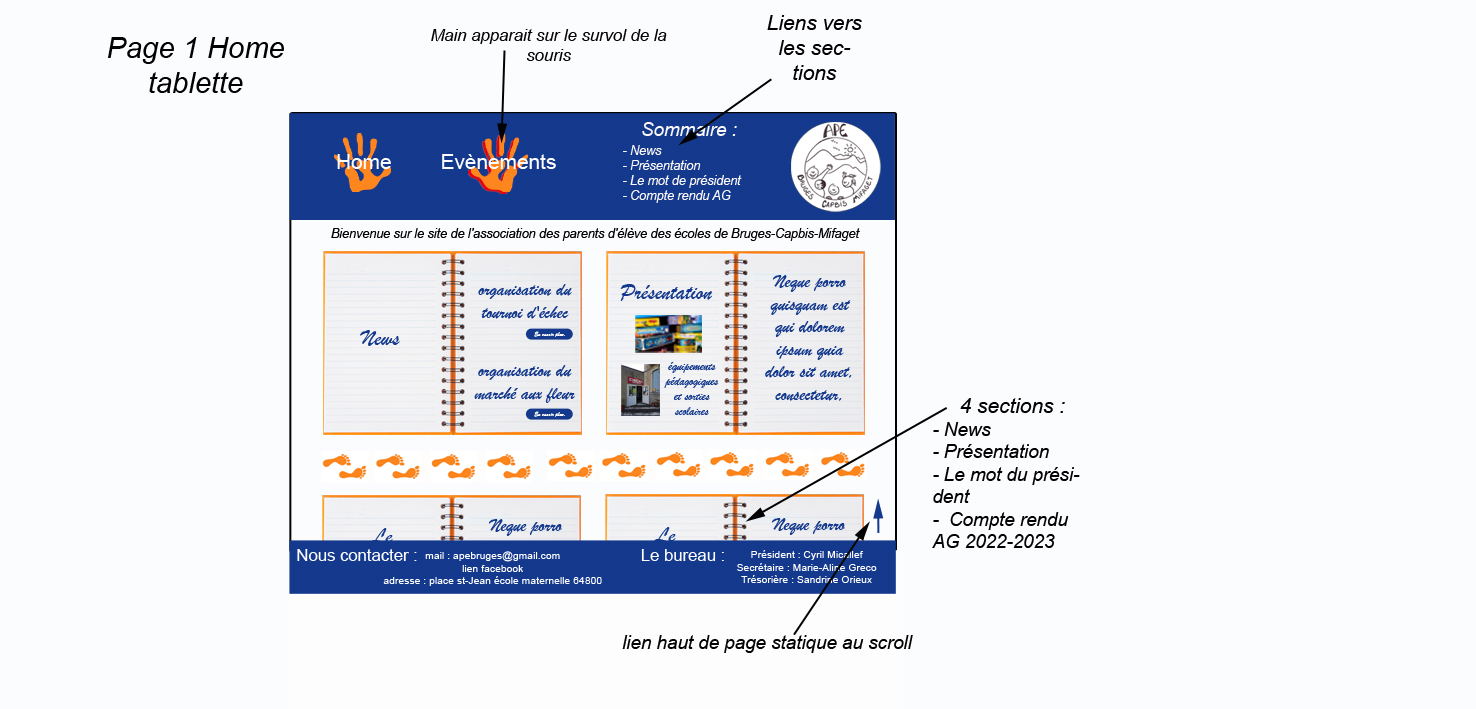 Page 1 Home
tablette
Main apparait sur le survol de la
souris
Liens vers
les sec-
tions
Home
Evènements
Sommaire :
- News
- Présentation
- Le mot de président
- Compte rendu AG
APE
BRUGES CAPBIS MIFAGET
Bienvenue sur le site de l'association des parents d'élève des écoles de Bruges-Capbis-Mifaget
News
organisation du
tournoi d'échec
En savoir plus.
organisation du
marché aux fleur
En savoir plus.
Présentation
équipements
pédagogiques
et sorties
scolaires
Neque porro
quisquam est
qui dolorem
ipsum quia
dolor sit amet,
consectetur,
4 sections :
- News
- Présentation
- Le mot du prési-
dent
- Compte rendu
AG 2022-2023
Le
Neque porro
Le
Neque porro
Nous contacter :
mail : apebruges@gmail.com
lien facebook
adresse : place st-Jean école maternelle 64800
Le bureau :
Président : Cyril Micallef
Secrétaire : Marie-Aline Greco
Trésorière : Sandrine Orieux
lien haut de page statique au scroll